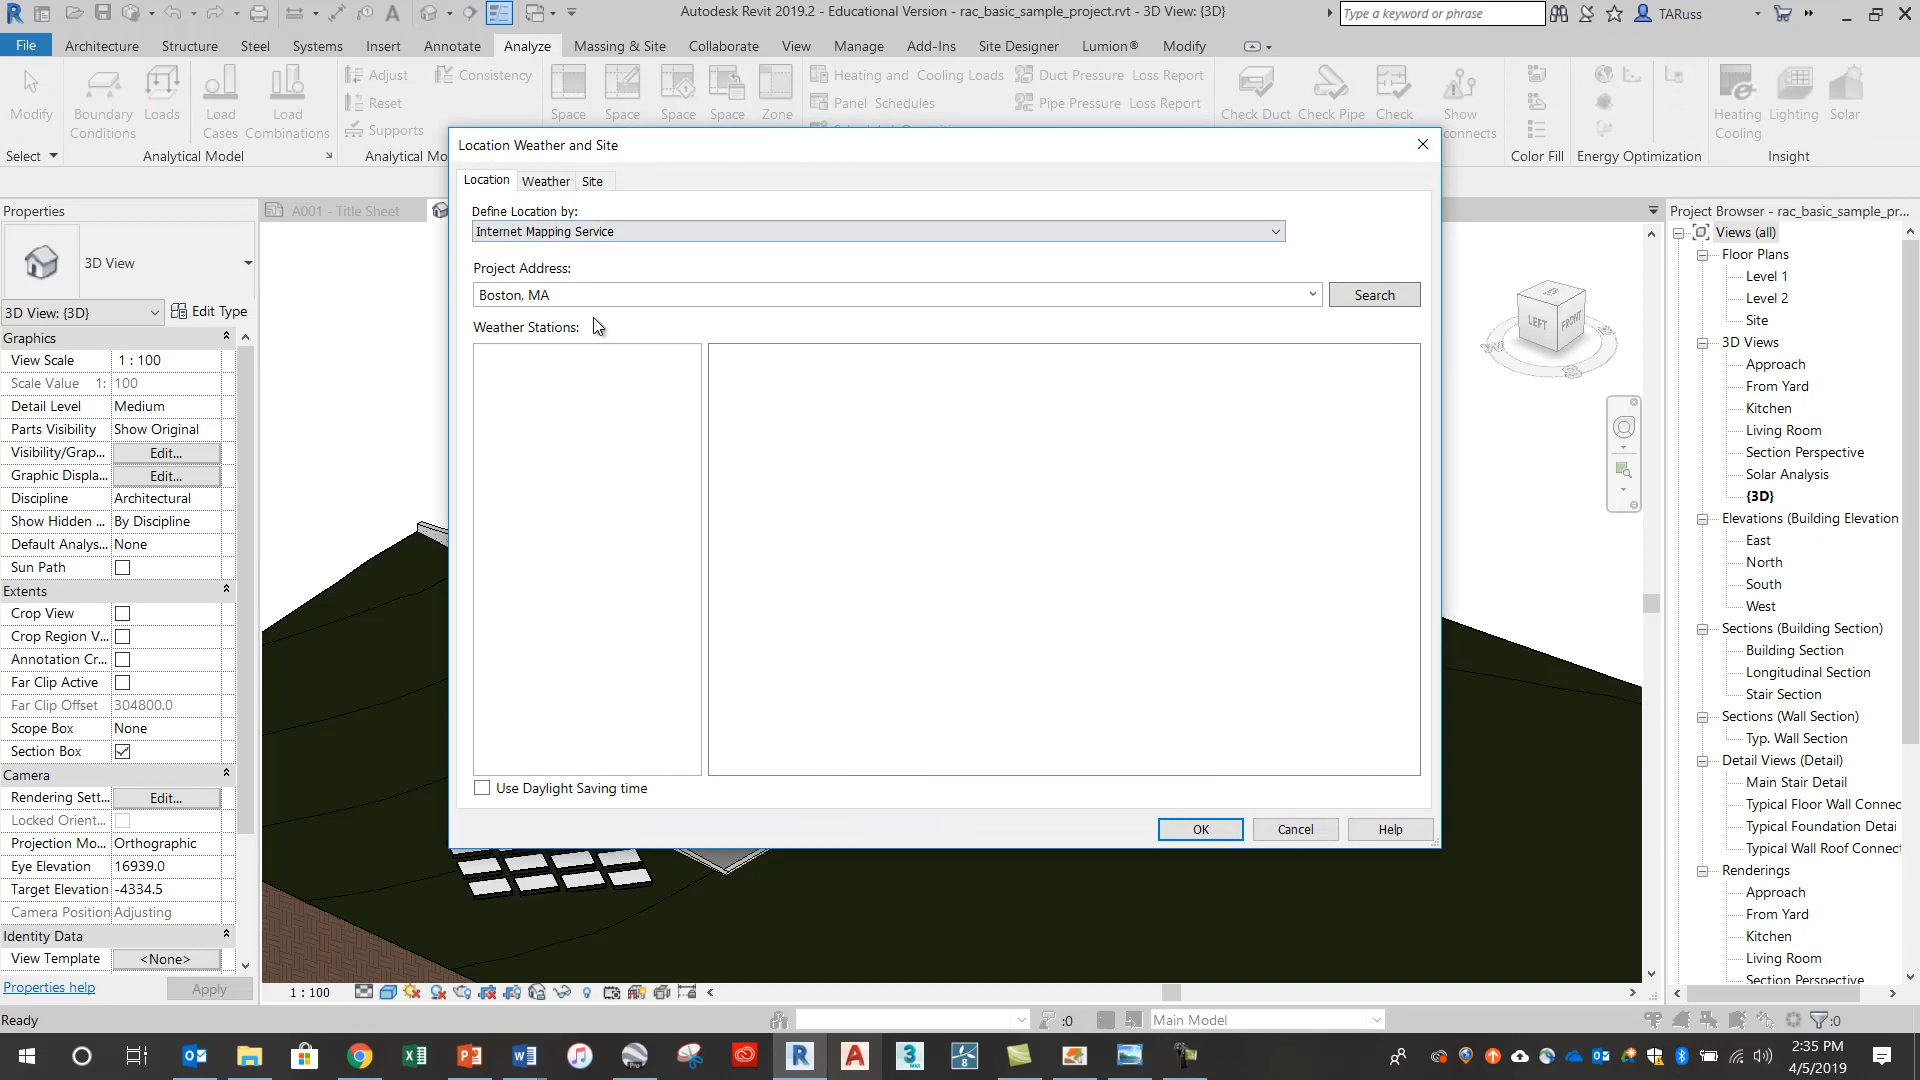 Autodesk Revit 2019.2 - Educational Version - rac_basic_sample_project.rvt - 3D View: {3D}
Type a keyword or phrase
TARuss
File
Architecture
Structure
Steel
Systems
Insert
Annotate
Analyze
Massing & Site
Collaborate
View
Manage
Add-Ins
Site Designer
Lumion®
Modify
Modify
Boundary
Conditions
Loads
Load
Cases
Load
Combinations
Adjust
Reset
Supports
Consistency
Space
Space
Space
Space
Zone
Heating and Cooling Loads
Panel Schedules
Duct Pressure Loss Report
Pipe Pressure Loss Report
Check Duct
Check Pipe
Check
Show
Heating
Cooling
Lighting
Solar
Select
Analytical Model
Analytical Mo
Color Fill
Energy Optimization
Insight
Properties
A001 - Title Sheet
3D View
3D View: {3D}
Edit Type
Graphics
View Scale 1 : 100
Scale Value 1: 100
Detail Level Medium
Parts Visibility Show Original
Visibility/Grap... Edit...
Graphic Displa... Edit...
Discipline Architectural
Show Hidden ... By Discipline
Default Analys... None
Sun Path
Extents
Crop View
Crop Region V...
Annotation Cr...
Far Clip Active
Far Clip Offset 304800.0
Scope Box None
Section Box
Camera
Rendering Sett... Edit...
Locked Orient...
Projection Mo... Orthographic
Eye Elevation 16939.0
Target Elevation -4334.5
Camera Position Adjusting
Identity Data
View Template <None>
Properties help
Apply
Location Weather and Site
Location
Weather
Site
Define Location by:
Internet Mapping Service
Project Address:
Boston, MA
Search
Weather Stations:
Use Daylight Saving time
OK
Cancel
Help
LEFT
FRONT
Project Browser - rac_basic_sample_pr...
Views (all)
Floor Plans
Level 1
Level 2
Site
3D Views
Approach
From Yard
Kitchen
Living Room
Section Perspective
Solar Analysis
{3D}
Elevations (Building Elevation
East
North
South
West
Sections (Building Section)
Building Section
Longitudinal Section
Stair Section
Sections (Wall Section)
Typ. Wall Section
Detail Views (Detail)
Main Stair Detail
Typical Floor Wall Connec
Typical Foundation Detai
Typical Wall Roof Connect
Renderings
Approach
From Yard
Kitchen
Living Room
Section Perspective
1 : 100
Ready
:0
Main Model
:0
2:35 PM
4/5/2019